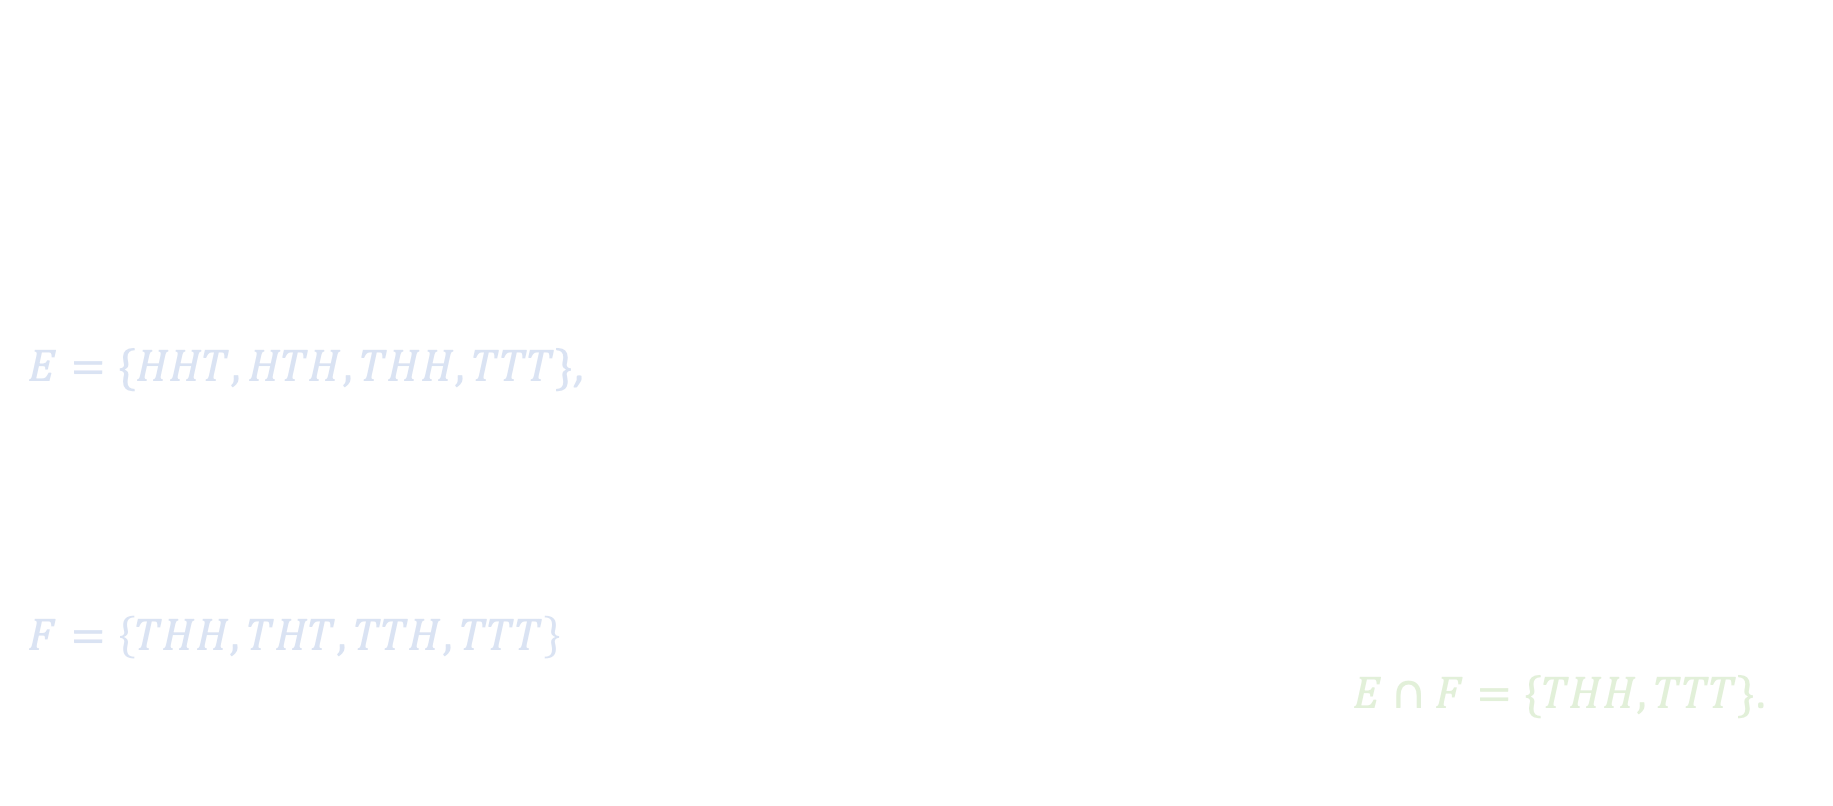 E = {HHT, HTH, THH, TTT},
F = {THH, THT, TTH, TTT}
E ∩ F = {THH, TTT}.